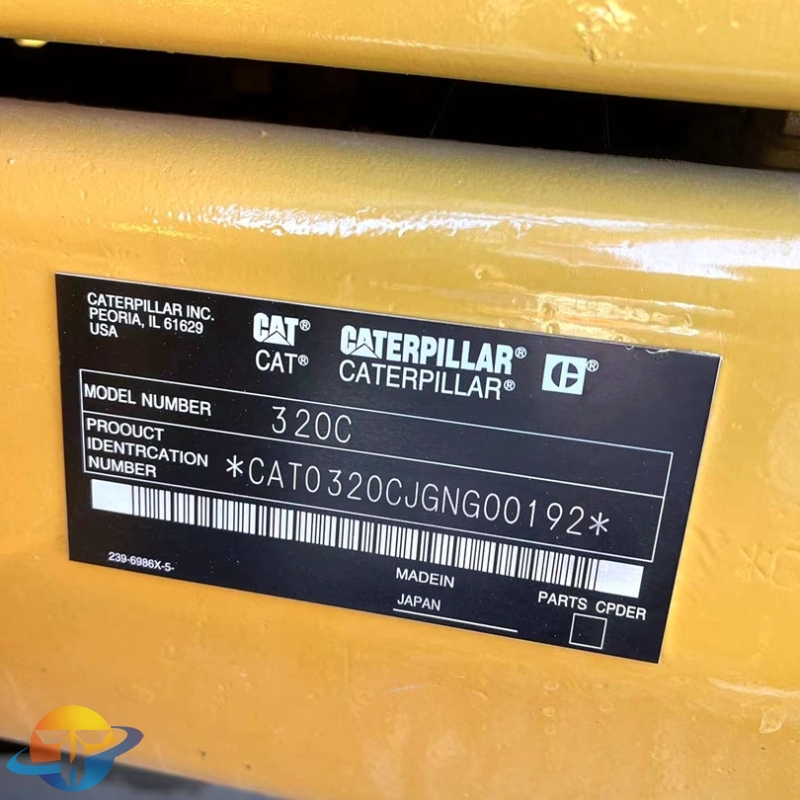 CATERPILLAR INC.
PEORIA, IL 61629
USA
CAT®
CAT®
CATERPILLAR®
CATERPILLAR®
C®
MODEL NUMBER 320C
PROOUCT
IDENTRCATION
NUMBER
*CAT0320CJGNG00192*
239-6986X-5-
MADEIN
JAPAN
PARTS CPDER